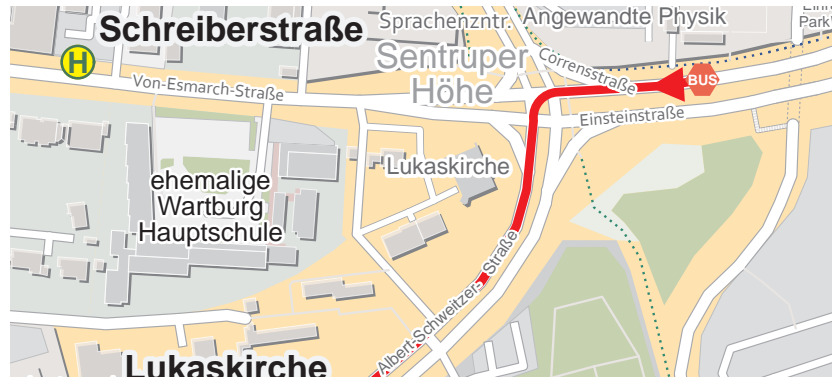 Schreiberstraße
H
Sprachenzntr.
Angewandte Physik
Park
Sentruper
Höhe
Corrensstraße
BUS
Von-Esmarch-Straße
Einsteinstraße
Lukaskirche
ehemalige
Wartburg
Hauptschule
Albert-Schweitzer-Straße
Lukaskirche